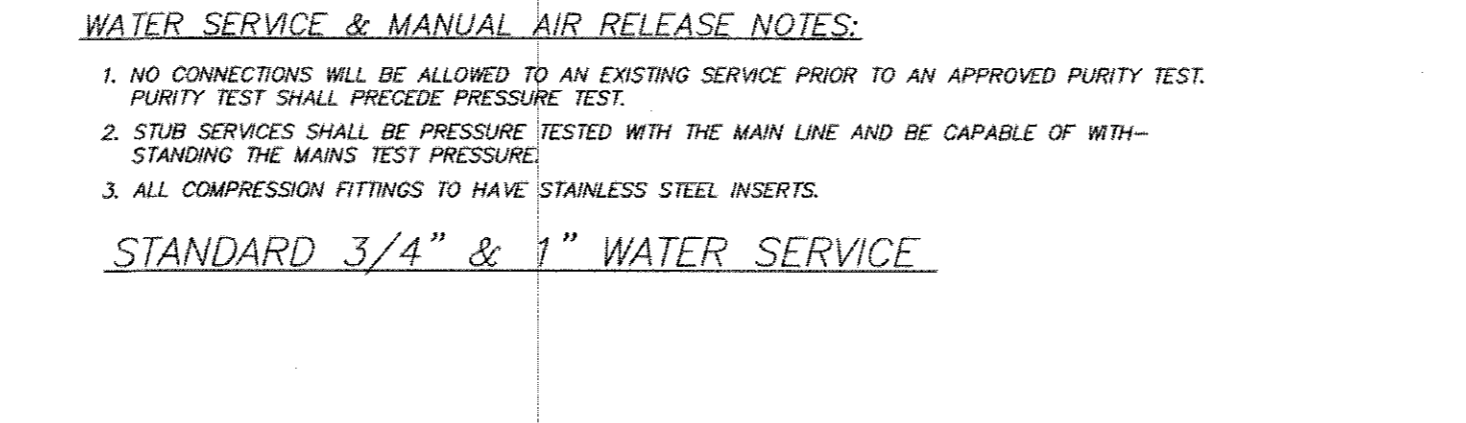 WATER SERVICE & MANUAL AIR RELEASE NOTES:
1. NO CONNECTIONS WILL BE ALLOWED TO AN EXISTING SERVICE PRIOR TO AN APPROVED PURITY TEST.
PURITY TEST SHALL PRECEDE PRESSURE TEST.
2. STUB SERVICES SHALL BE PRESSURE TESTED WITH THE MAIN LINE AND BE CAPABLE OF WITH-
STANDING THE MAINS TEST PRESSURE.
3. ALL COMPRESSION FITTINGS TO HAVE STAINLESS STEEL INSERTS.
STANDARD 3/4" & 1" WATER SERVICE